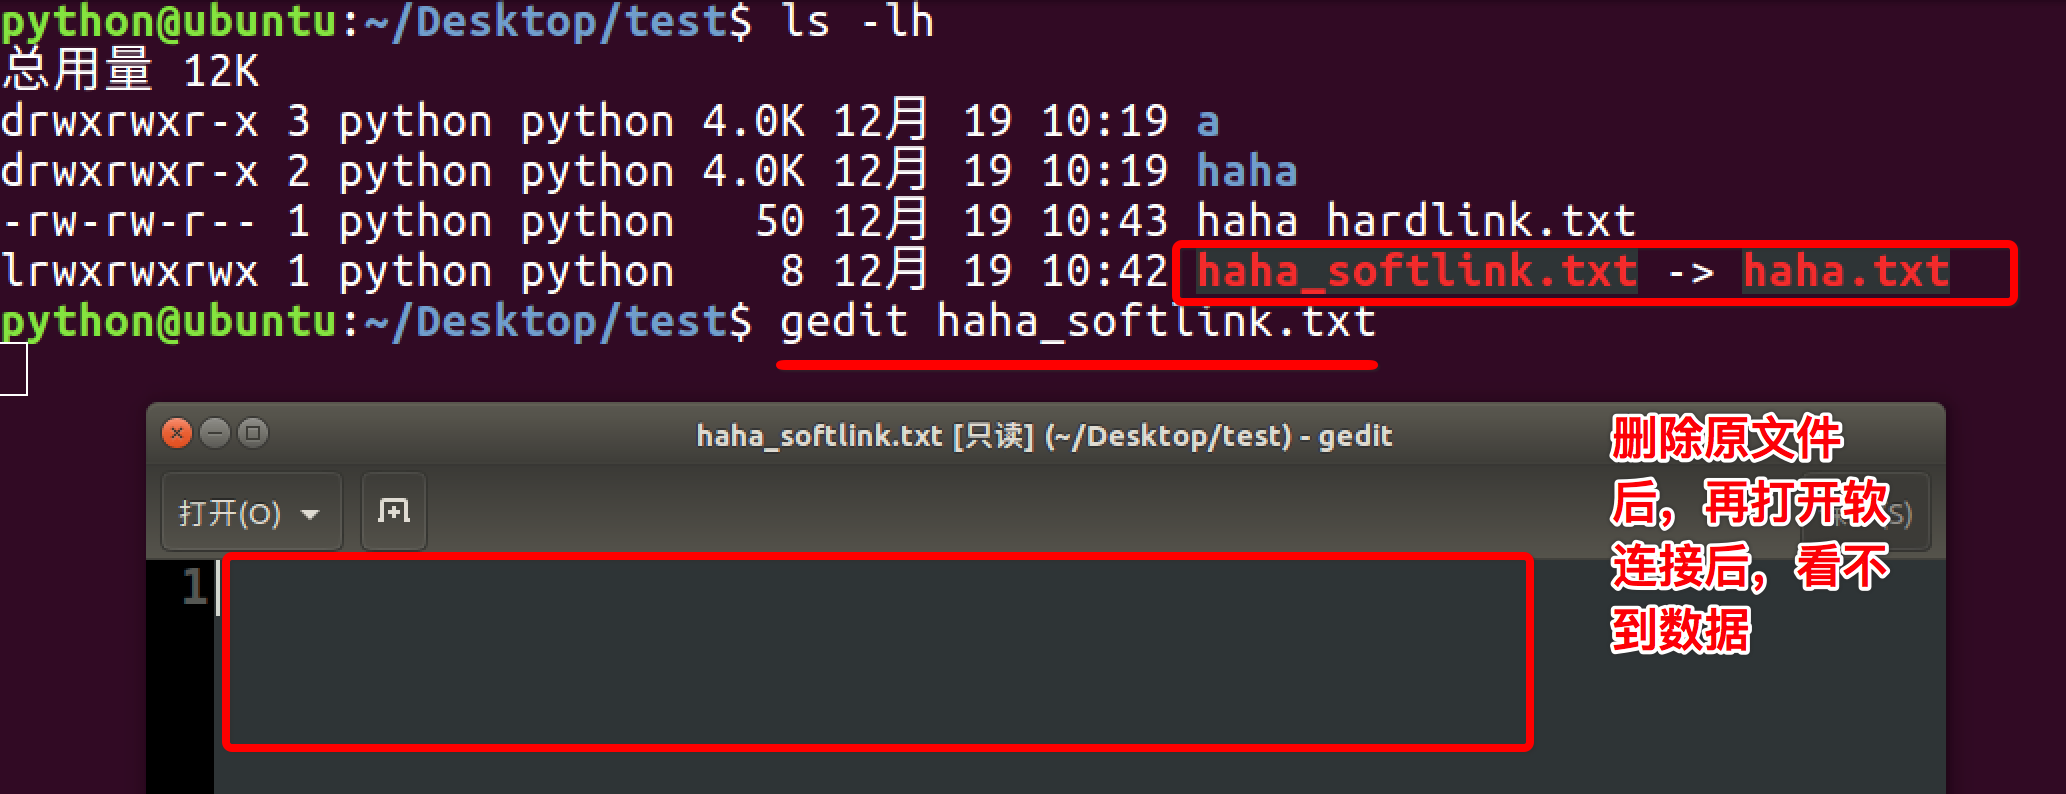 python@ubuntu:~/Desktop/test$ ls -lh
总用量 12K
drwxrwxr-x 3 python python 4.0K 12月 19 10:19 a
drwxrwxr-x 2 python python 4.0K 12月 19 10:19 haha
-rw-rw-r-- 1 python python 50 12月 19 10:43 haha_hardlink.txt
lrwxrwxrwx 1 python python 8 12月 19 10:42 haha_softlink.txt -> haha.txt
python@ubuntu:~/Desktop/test$ gedit haha_softlink.txt
haha_softlink.txt [只读] (~/Desktop/test) - gedit
打开(O)
S)
1
删除原文件
后，再打开软
连接后，看不
到数据